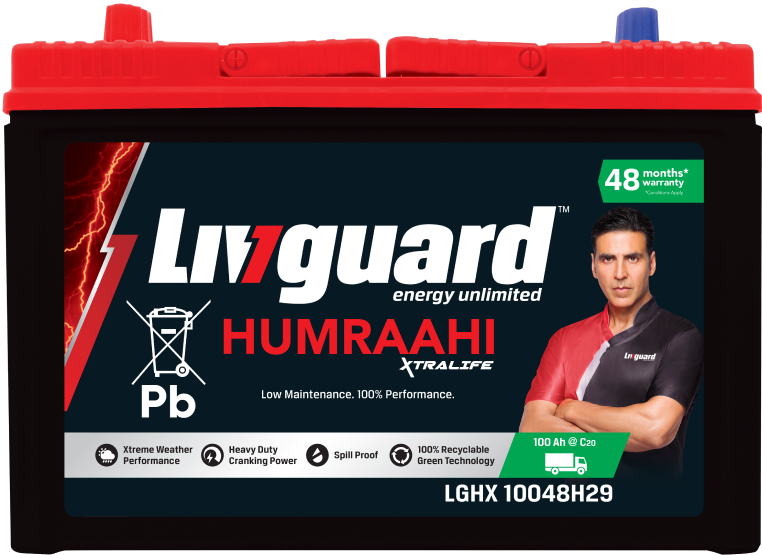 48 months*
warranty
*Conditions Apply
Livguard™
energy unlimited
HUMRAAHI
XTRALIFE
Pb
Low Maintenance. 100% Performance.
Livguard
Xtreme Weather
Performance
Heavy Duty
Cranking Power
Spill Proof
100% Recyclable
Green Technology
100 Ah @ C20
LGHX 10048H29